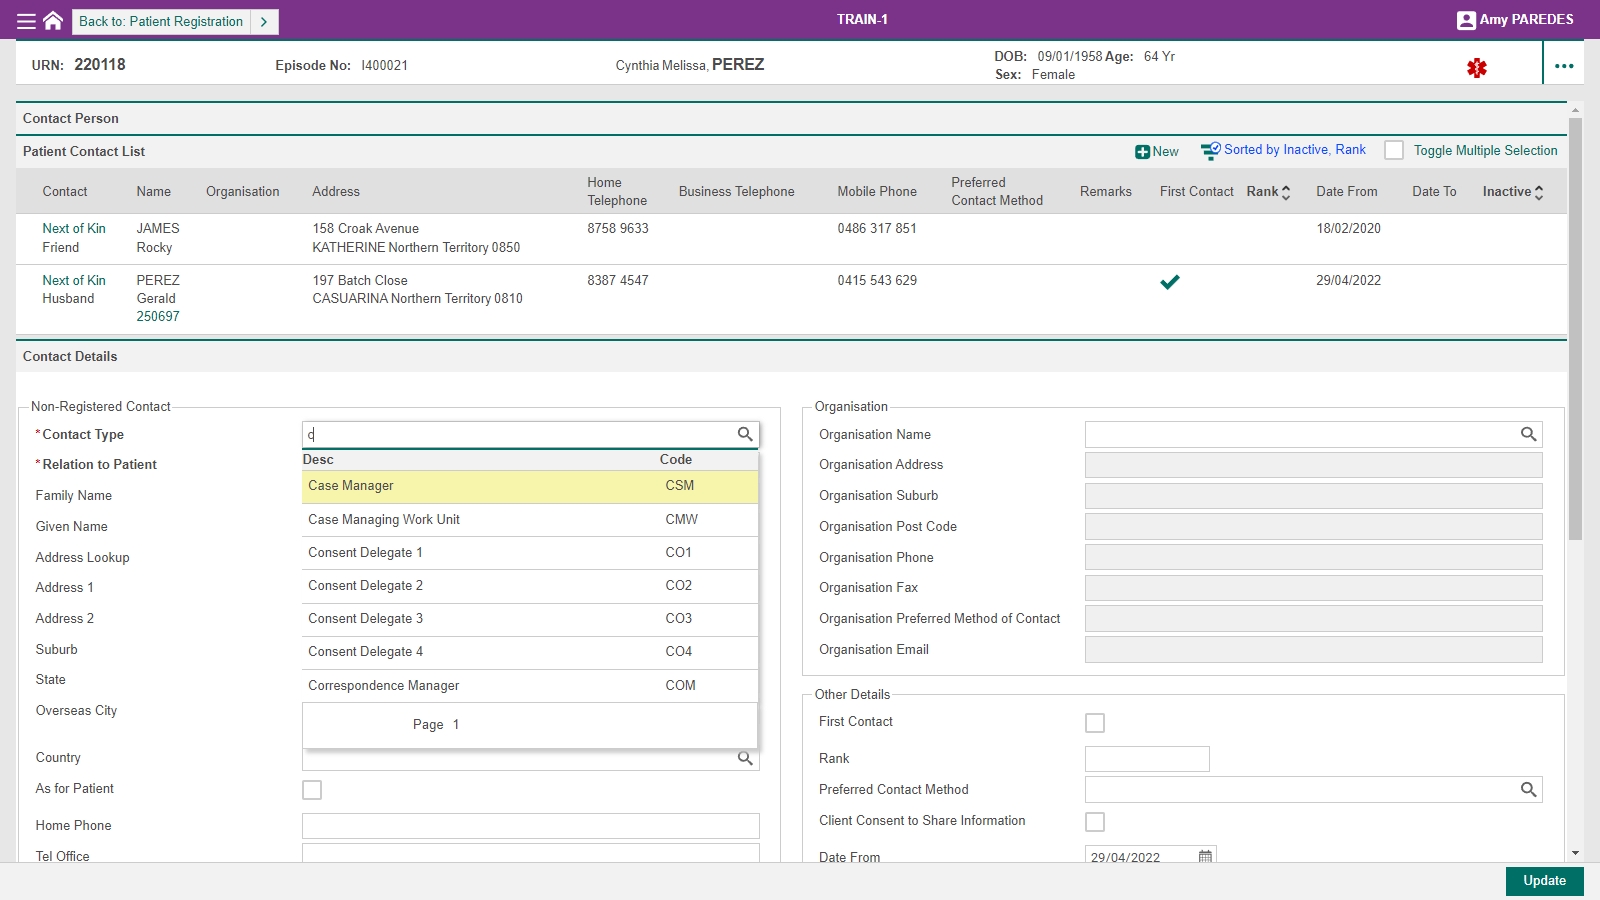 Back to: Patient Registration
TRAIN-1
Amy PAREDES
URN: 220118
Episode No: I400021
Cynthia Melissa, PEREZ
DOB: 09/01/1958 Age: 64 Yr
Sex: Female
Contact Person
Patient Contact List
New
Sorted by Inactive, Rank
Toggle Multiple Selection
Contact Name Organisation Address Home Telephone Business Telephone Mobile Phone Preferred Contact Method Remarks First Contact Rank Date From Date To Inactive
Next of Kin JAMES 158 Croak Avenue 8758 9633 0486 317 851 18/02/2020
Friend Rocky KATHERINE Northern Territory 0850
Next of Kin PEREZ 197 Batch Close 8387 4547 0415 543 629 29/04/2022
Husband Gerald CASUARINA Northern Territory 0810
250697
Contact Details
Non-Registered Contact
*Contact Type c
*Relation to Patient
Family Name
Given Name
Address Lookup
Address 1
Address 2
Suburb
State
Overseas City
Country
As for Patient
Home Phone
Tel Office
Desc Code
Case Manager CSM
Case Managing Work Unit CMW
Consent Delegate 1 CO1
Consent Delegate 2 CO2
Consent Delegate 3 CO3
Consent Delegate 4 CO4
Correspondence Manager COM
Page 1
Organisation
Organisation Name
Organisation Address
Organisation Suburb
Organisation Post Code
Organisation Phone
Organisation Fax
Organisation Preferred Method of Contact
Organisation Email
Other Details
First Contact
Rank
Preferred Contact Method
Client Consent to Share Information
Date From 29/04/2022
Update